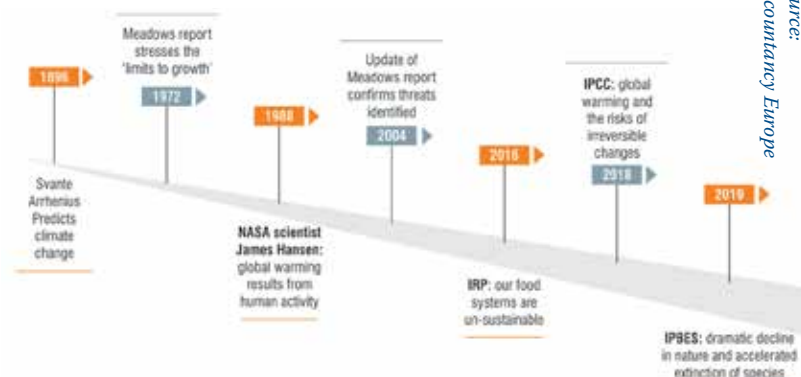 1896
Svante
Arrhenius
Predicts
climate
change
Meadows report
stresses the
'limits to growth'
1972
1988
NASA scientist
James Hansen:
global warming
results from
human activity
Update of
Meadows report
confirms threats
identified
2004
2016
IRP: our food
systems are
un-sustainable
IPCC: global
warming and
the risks of
irreversible
changes
2018
2019
IPBES: dramatic decline
in nature and accelerated
extinction of species
urce:
countancy Europe